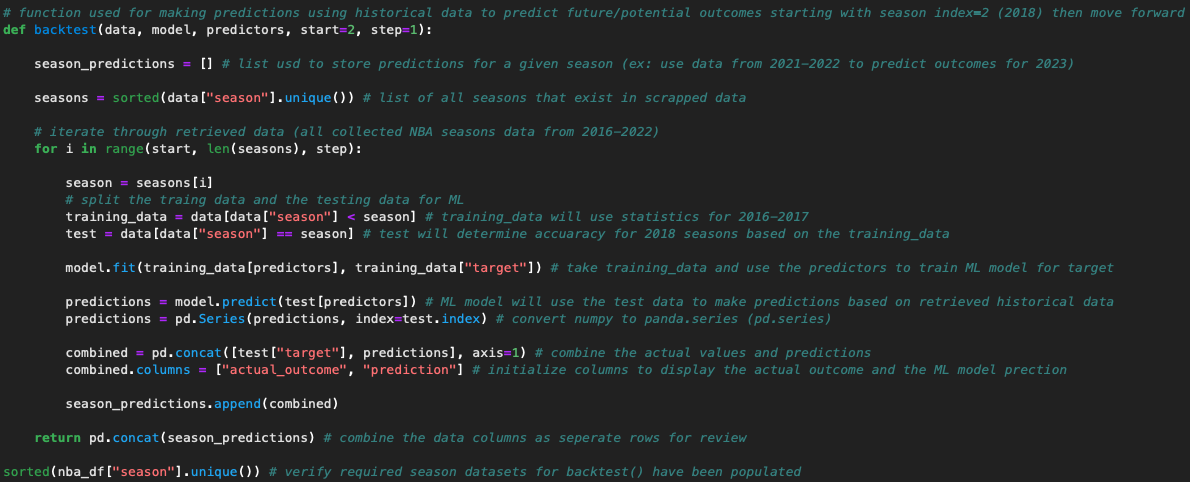 # function used for making predictions using historical data to predict future/potential outcomes starting with season index=2 (2018) then move forward
def backtest(data, model, predictors, start=2, step=1):
season_predictions = [] # list usd to store predictions for a given season (ex: use data from 2021-2022 to predict outcomes for 2023)
seasons = sorted(data["season"].unique()) # list of all seasons that exist in scrapped data
# iterate through retrieved data (all collected NBA seasons data from 2016-2022)
for i in range(start, len(seasons), step):
season = seasons[i]
# split the traing data and the testing data for ML
training_data = data[data["season"] < season] # training_data will use statistics for 2016-2017
test = data[data["season"] == season] # test will determine accuaracy for 2018 seasons based on the training_data
model.fit(training_data[predictors], training_data["target"]) # take training_data and use the predictors to train ML model for target
predictions = model.predict(test[predictors]) # ML model will use the test data to make predictions based on retrieved historical data
predictions = pd.Series(predictions, index=test.index) # convert numpy to panda.series (pd.series)
combined = pd.concat([test["target"], predictions], axis=1) # combine the actual values and predictions
combined.columns = ["actual_outcome", "prediction"] # initialize columns to display the actual outcome and the ML model prection
season_predictions.append(combined)
return pd.concat(season_predictions) # combine the data columns as seperate rows for review
sorted(nba_df["season"].unique()) # verify required season datasets for backtest() have been populated